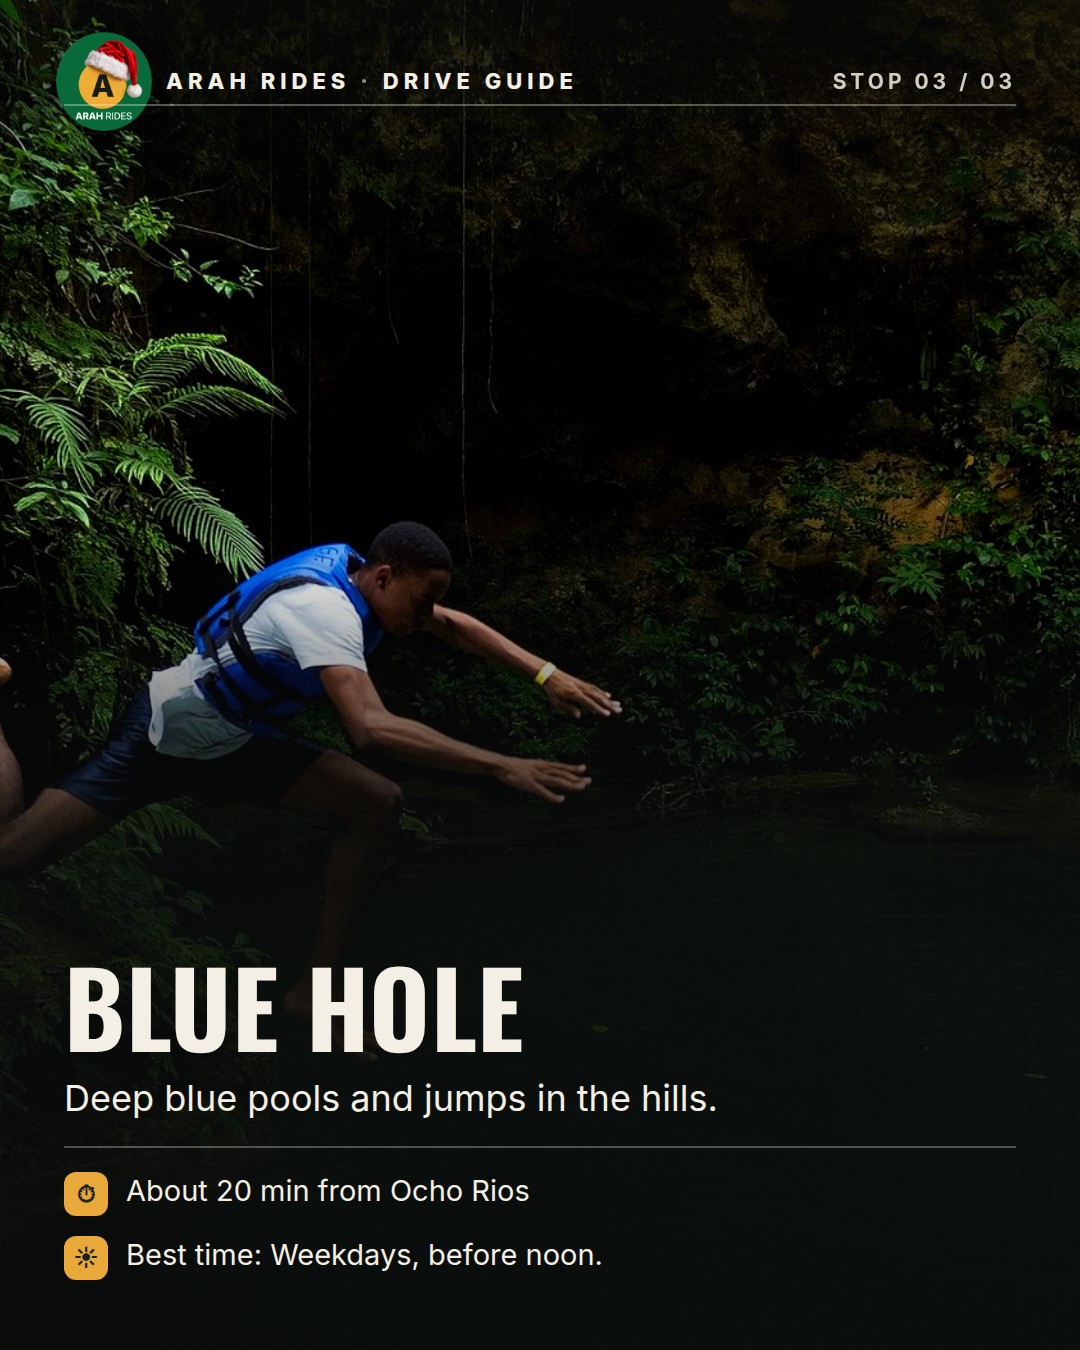 A
ARAH RIDES
ARAH RIDES · DRIVE GUIDE
STOP 03 / 03
BLUE HOLE
Deep blue pools and jumps in the hills.
About 20 min from Ocho Rios
Best time: Weekdays, before noon.